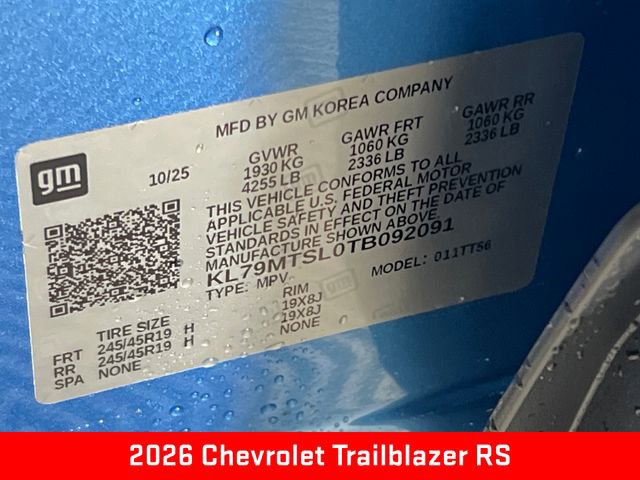 MFD BY GM KOREA COMPANY
gm
10/25
GVWR
1930 KG
4255 LB
GAWR FRT
1060 KG
2336 LB
GAWR RR
1060 KG
2336 LB
THIS VEHICLE CONFORMS TO ALL
APPLICABLE U.S. FEDERAL MOTOR
VEHICLE SAFETY AND THEFT PREVENTION
STANDARDS IN EFFECT ON THE DATE OF
MANUFACTURE SHOWN ABOVE.
KL79MTSL0TB092091
TYPE: MPV
MODEL: 011TT56
TIRE SIZE RIM
FRT 245/45R19 H 19X8J
RR 245/45R19 H 19X8J
SPA NONE NONE
2026 Chevrolet Trailblazer RS